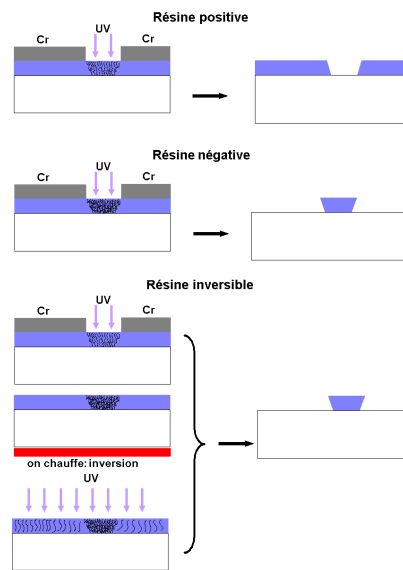 Résine positive
Cr UV Cr
Résine négative
Cr UV Cr
Résine inversible
Cr UV Cr
on chauffe: inversion
UV